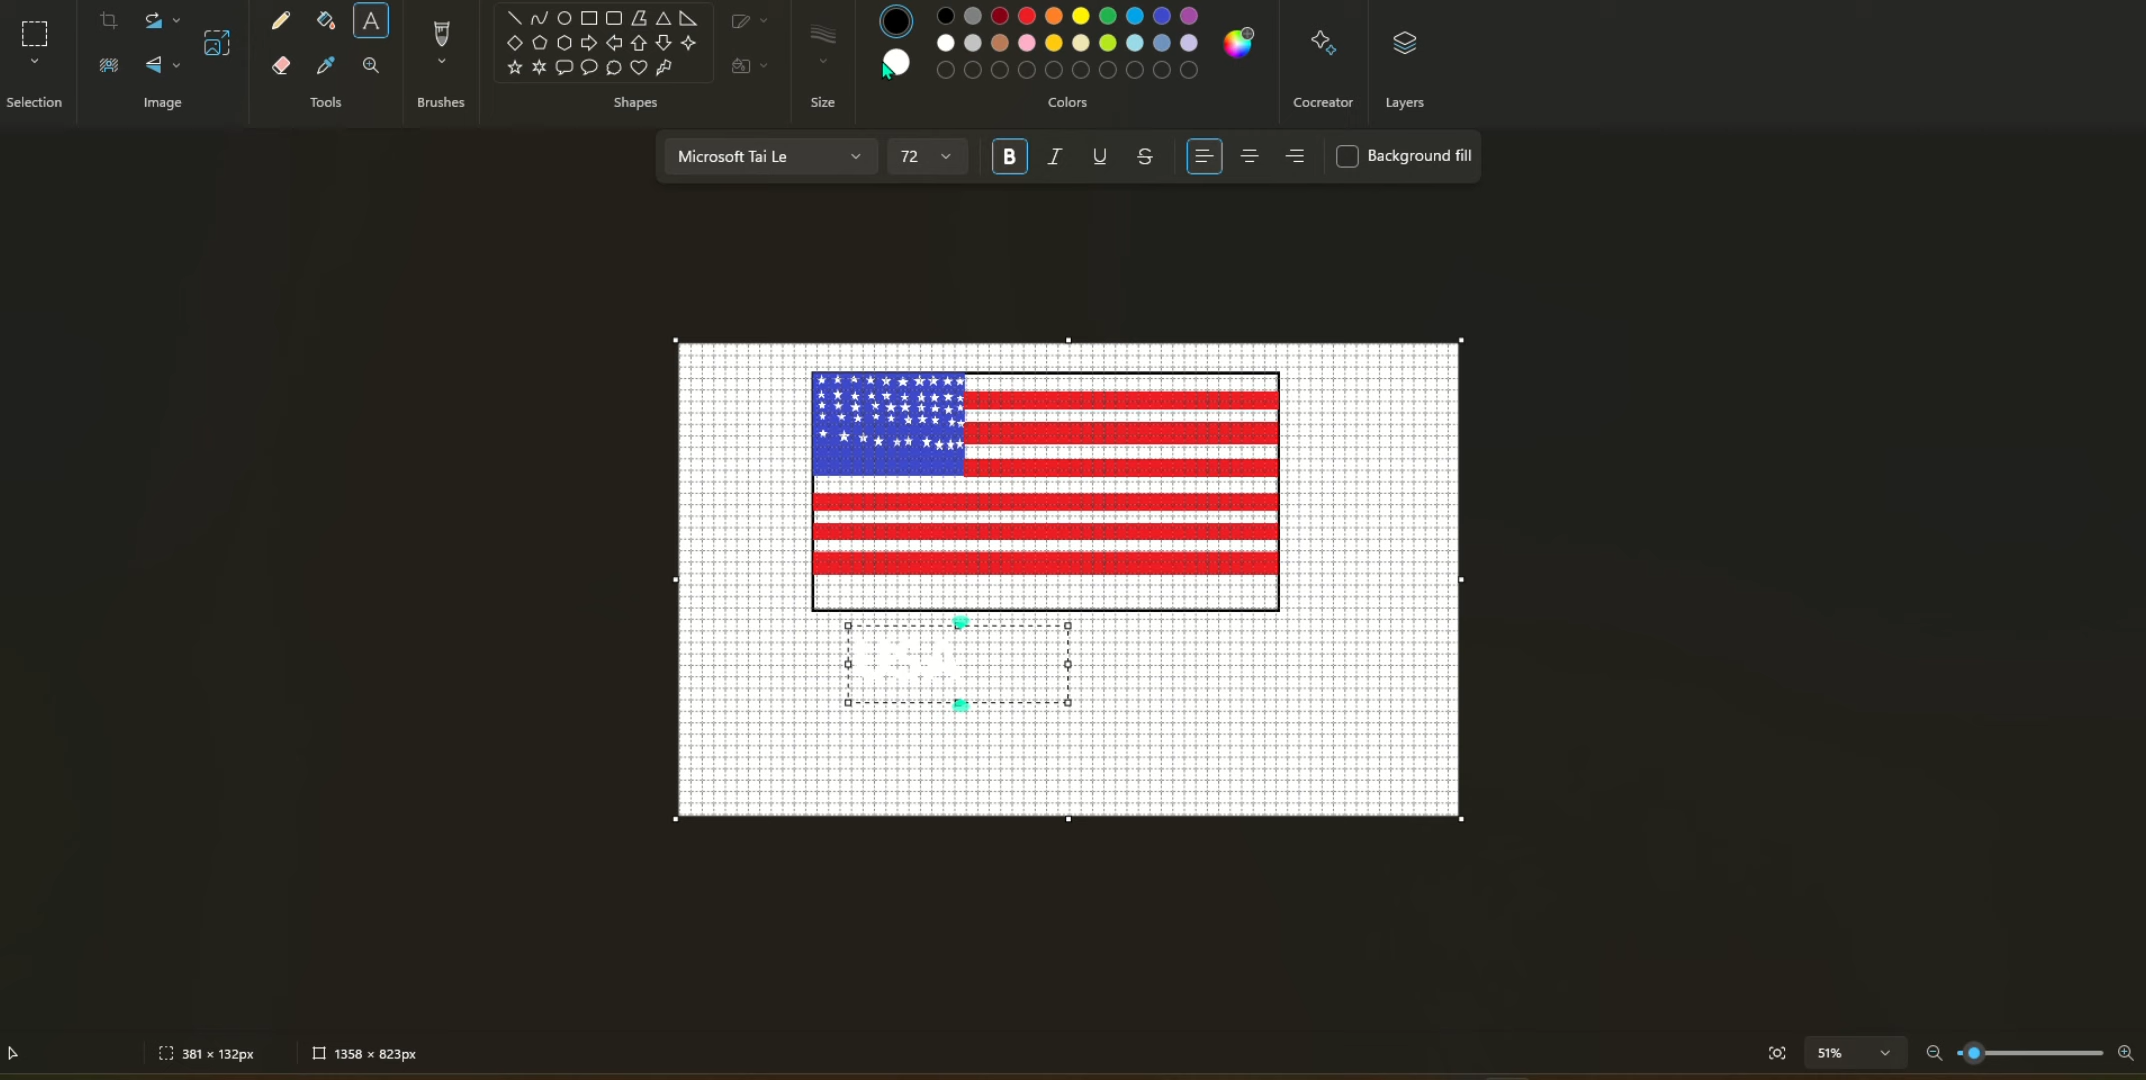 Selection
Image
Tools
Brushes
Shapes
Size
Colors
Cocreator
Layers
Microsoft Tai Le
72
B
I
U
S
Background fill
USA
381 × 132px
1358 × 823px
51%